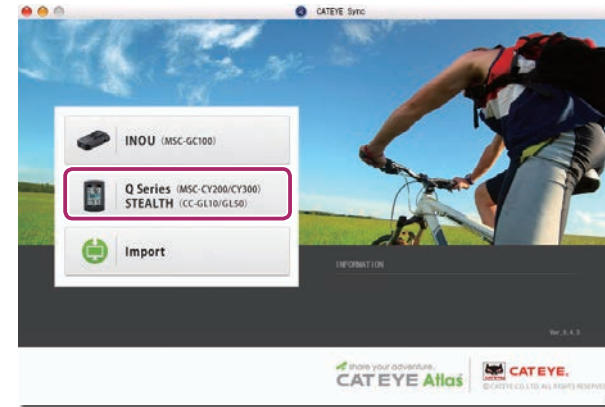 CATEYE Sync
INOU (MSC-GC100)
Q Series (MSC-CY200/CY300)
STEALTH (CC-GL10/GL50)
Import
INFORMATION
Ver.3.4.3
share your adventure.
CATEYE Atlas
CATEYE.
© CATEYE CO.,LTD. ALL RIGHTS RESERVED